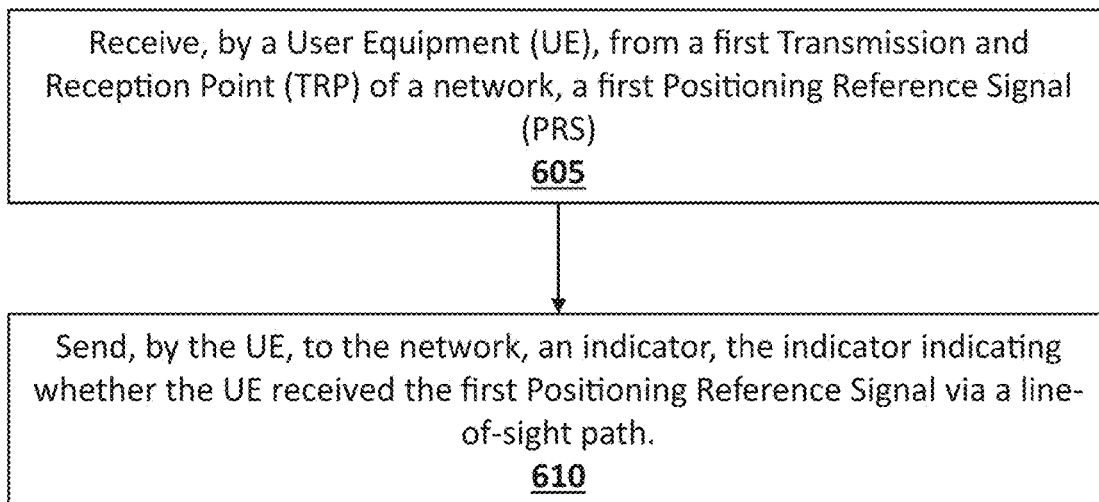 Receive, by a User Equipment (UE), from a first Transmission and
Reception Point (TRP) of a network, a first Positioning Reference Signal
(PRS)
605
Send, by the UE, to the network, an indicator, the indicator indicating
whether the UE received the first Positioning Reference Signal via a line-
of-sight path.
610